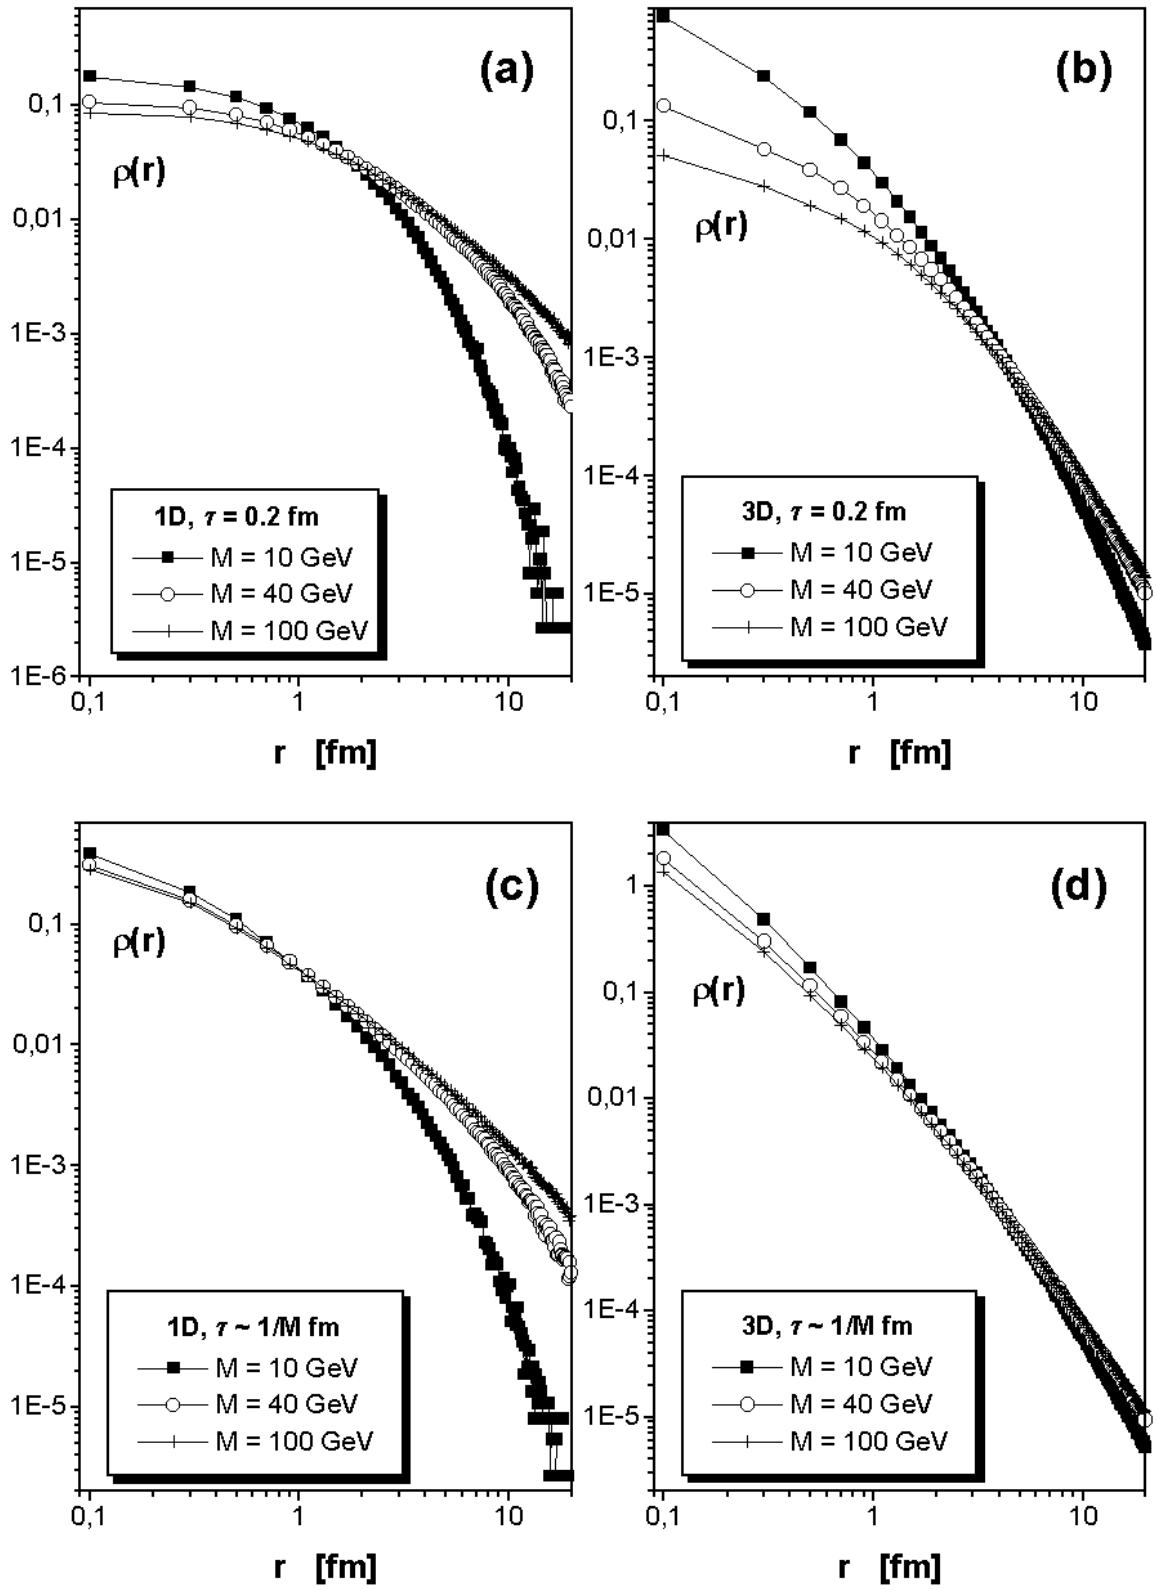 (a)
0,1
ρ(r)
0,01
1E-3
1E-4
1E-5
1E-6
1D, τ = 0.2 fm
M = 10 GeV
M = 40 GeV
M = 100 GeV
0,1 1 10
r [fm]
(b)
0,1
ρ(r)
0,01
1E-3
1E-4
1E-5
3D, τ = 0.2 fm
M = 10 GeV
M = 40 GeV
M = 100 GeV
0,1 1 10
r [fm]
(c)
0,1
ρ(r)
0,01
1E-3
1E-4
1E-5
1D, τ ~ 1/M fm
M = 10 GeV
M = 40 GeV
M = 100 GeV
0,1 1 10
r [fm]
(d)
1
0,1
ρ(r)
0,01
1E-3
1E-4
1E-5
3D, τ ~ 1/M fm
M = 10 GeV
M = 40 GeV
M = 100 GeV
0,1 1 10
r [fm]